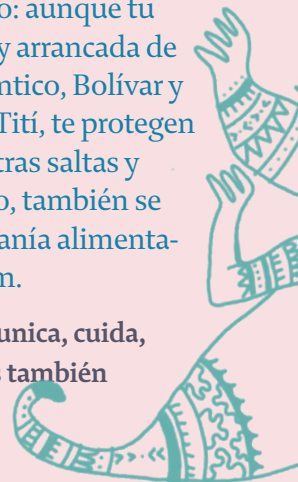 o: aunque tu
y arrancada de
ntico, Bolívar y
Tití, te protegen
tras saltas y
o, también se
anía alimenta-
m.
unica, cuida,
s también